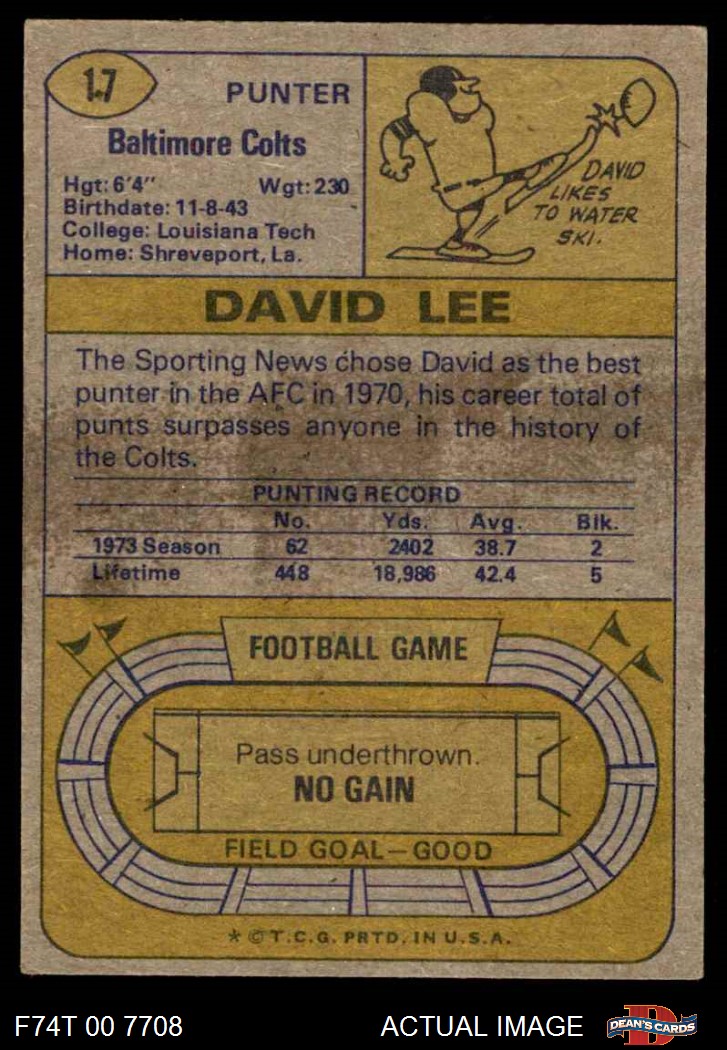 17
PUNTER
Baltimore Colts
Hgt: 6'4" Wgt: 230
Birthdate: 11-8-43
College: Louisiana Tech
Home: Shreveport, La.
DAVID
LIKES
TO WATER
SKI.
DAVID LEE
The Sporting News chose David as the best
punter in the AFC in 1970, his career total of
punts surpasses anyone in the history of
the Colts.
PUNTING RECORD
No. Yds. Avg. Blk.
1973 Season 62 2402 38.7 2
Lifetime 448 18,986 42.4 5
FOOTBALL GAME
Pass underthrown.
NO GAIN
FIELD GOAL—GOOD
* © T.C.G. PRTD. IN U.S.A.
F74T 00 7708 ACTUAL IMAGE
D
DEAN'S CARDS